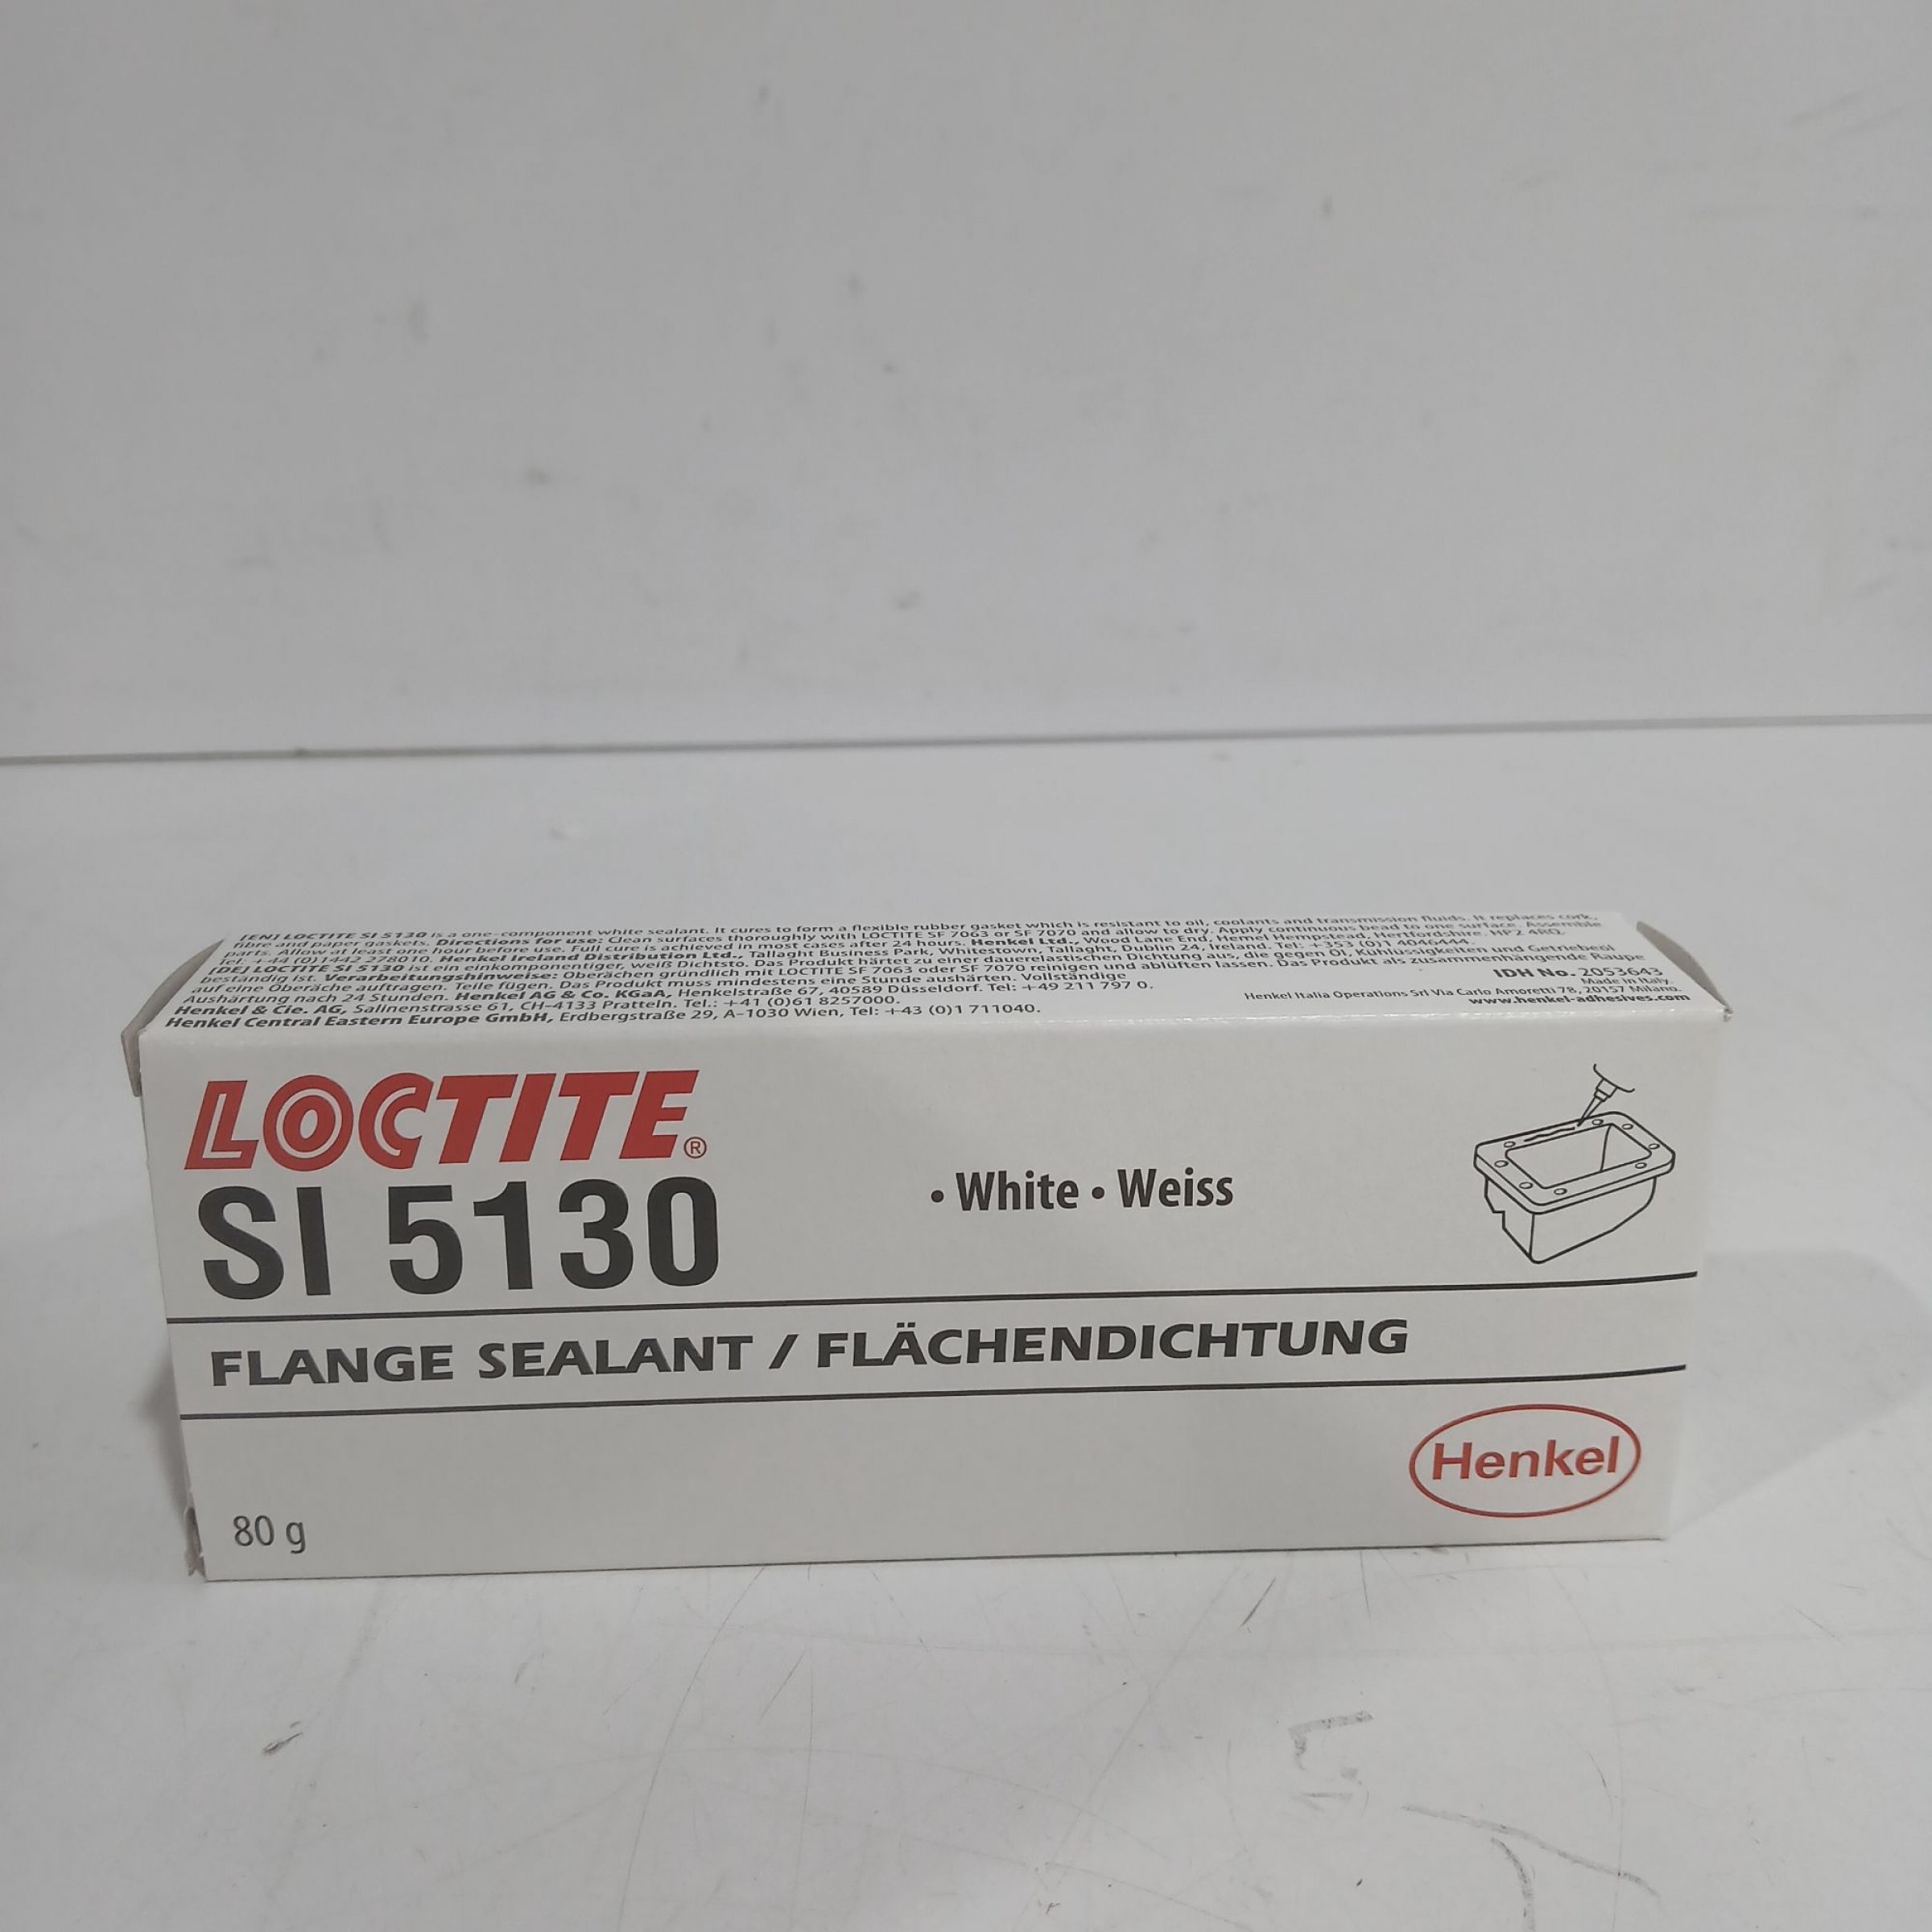 [EN] LOCTITE SI 5130 is a one-component white sealant. It cures to form a flexible rubber gasket which is resistant to oil, coolants and transmission fluids. It replaces cork,
fibre and paper gaskets. Directions for use: Clean surfaces thoroughly with LOCTITE SF 7063 or SF 7070 and allow to dry. Apply continuous bead to one surface. Assemble
parts. Allow at least one hour before use. Full cure is achieved in most cases after 24 hours. Henkel Ltd., Wood Lane End, Hemel Hempstead, Hertfordshire, HP2 4RQ.
Tel: +44 (0)1442 278010. Henkel Ireland Distribution Ltd., Tallaght Business Park, Whitestown, Tallaght, Dublin 24, Ireland. Tel: +353 (0)1 4046444.
[DE] LOCTITE SI 5130 ist ein einkomponentiger, weiß Dichtsto. Das Produkt härtet zu einer dauerelastischen Dichtung aus, die gegen Öl, Kühlüssigkeiten und Getriebeöl
beständig ist. Verarbeitungshinweise: Oberächen gründlich mit LOCTITE SF 7063 oder SF 7070 reinigen und ablüften lassen. Das Produkt als zusammenhängende Raupe
auf eine Oberäche auftragen. Teile fügen. Das Produkt muss mindestens eine Stunde aushärten. Vollständige
Aushärtung nach 24 Stunden. Henkel AG & Co. KGaA, Henkelstraße 67, 40589 Düsseldorf. Tel: +49 211 797 0.
Henkel & Cie. AG, Salinenstrasse 61, CH-4133 Pratteln. Tel.: +41 (0)61 8257000.
Henkel Central Eastern Europe GmbH, Erdbergstraße 29, A-1030 Wien, Tel: +43 (0)1 711040.
IDH No. 2053643
Made in Italy.
Henkel Italia Operations Srl Via Carlo Amoretti 78, 20157 Milano.
www.henkel-adhesives.com
LOCTITE®
SI 5130
• White • Weiss
FLANGE SEALANT / FLÄCHENDICHTUNG
Henkel
80 g